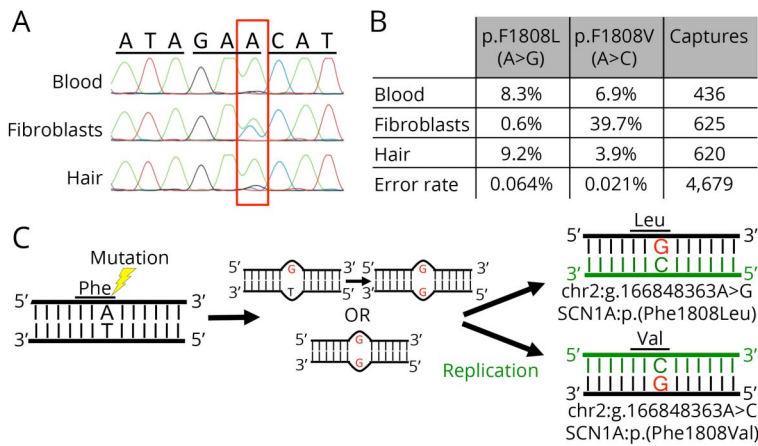 A
A T A G A A C A T
Blood
Fibroblasts
Hair
B
p.F1808L (A>G) p.F1808V (A>C) Captures
Blood 8.3% 6.9% 436
Fibroblasts 0.6% 39.7% 625
Hair 9.2% 3.9% 620
Error rate 0.064% 0.021% 4,679
C
Mutation
Phe
5′ 3′
A
T
3′ 5′
5′ G 3′
3′ T 5′
5′ G 3′
3′ G 5′
OR
5′ G 3′
3′ G 5′
Replication
Leu
5′ 3′
G
C
3′ 5′
chr2:g.166848363A>G
SCN1A:p.(Phe1808Leu)
Val
5′ 3′
C
G
3′ 5′
chr2:g.166848363A>C
SCN1A:p.(Phe1808Val)